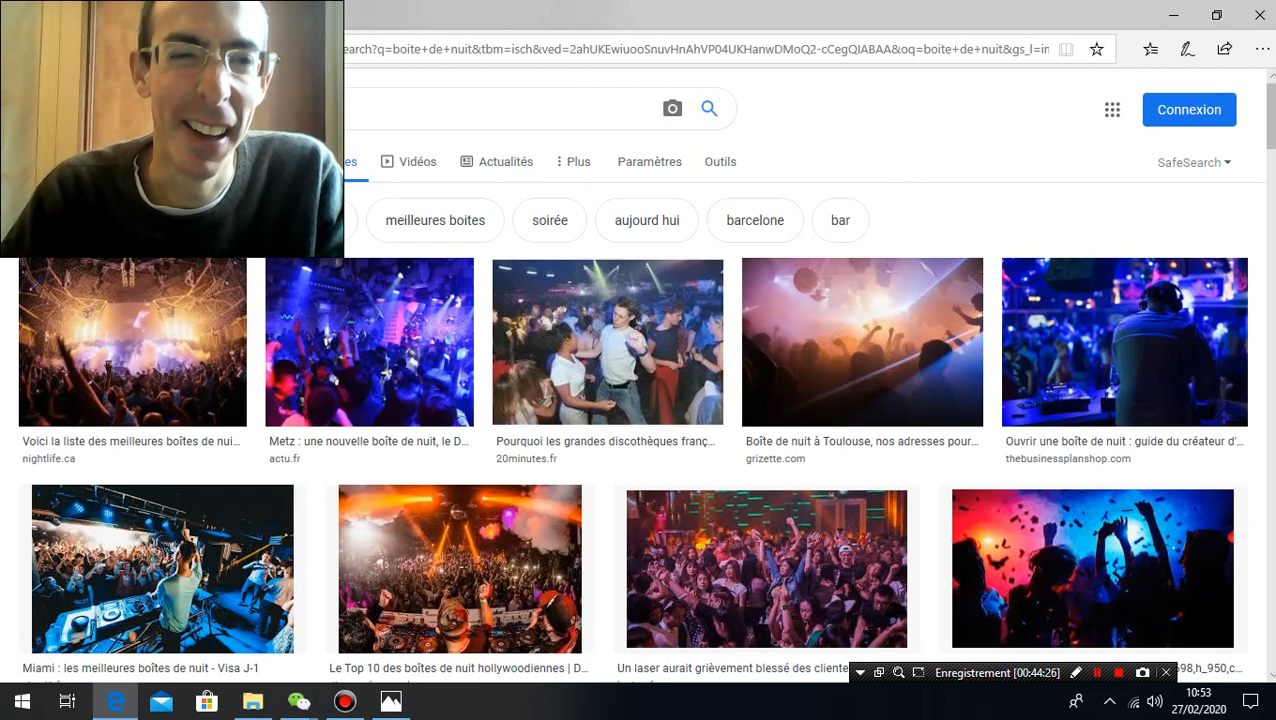 search?q=boite+de+nuit&tbm=isch&ved=2ahUKEwiuooSnuvHnAhVP04UKHanwDMoQ2-cCegQIABAA&oq=boite+de+nuit&gs_l=in
Connexion
es
Vidéos
Actualités
Plus
Paramètres
Outils
SafeSearch
meilleures boites
soirée
aujourd hui
barcelone
bar
Voici la liste des meilleures boîtes de nui...
Metz : une nouvelle boîte de nuit, le D...
Pourquoi les grandes discothèques franç...
Boîte de nuit à Toulouse, nos adresses pour...
Ouvrir une boîte de nuit : guide du créateur d'...
nightlife.ca
actu.fr
20minutes.fr
grizette.com
thebusinessplanshop.com
Miami : les meilleures boîtes de nuit - Visa J-1
Le Top 10 des boîtes de nuit hollywoodiennes | D...
Un laser aurait grièvement blessé des cliente
98,h_950,c...
Enregistrement [00:44:26]
10:53
27/02/2020